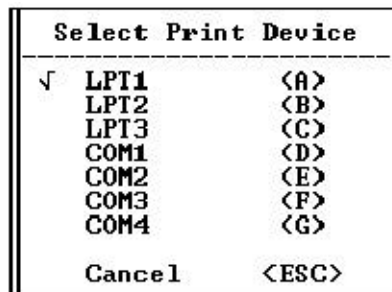 Select Print Device
------------------------------
√ LPT1 <A>
LPT2 <B>
LPT3 <C>
COM1 <D>
COM2 <E>
COM3 <F>
COM4 <G>
Cancel <ESC>